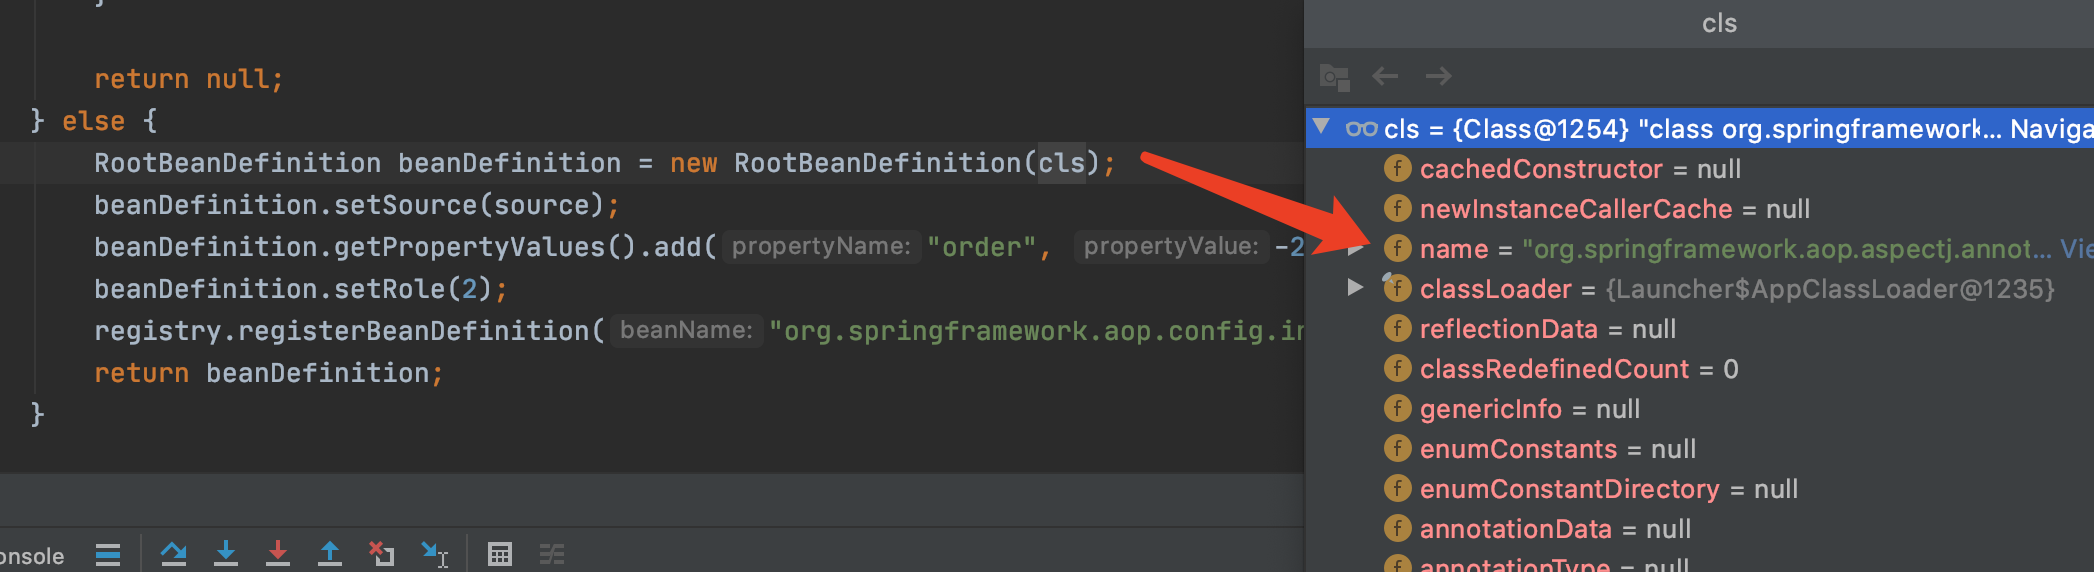 }
return null;
} else {
RootBeanDefinition beanDefinition = new RootBeanDefinition(cls);
beanDefinition.setSource(source);
beanDefinition.getPropertyValues().add( propertyName: "order", propertyValue: -2
beanDefinition.setRole(2);
registry.registerBeanDefinition( beanName: "org.springframework.aop.config.in
return beanDefinition;
}
onsole
cls
cls = {Class@1254} "class org.springframework... Naviga
cachedConstructor = null
newInstanceCallerCache = null
name = "org.springframework.aop.aspectj.annot... Vie
classLoader = {Launcher$AppClassLoader@1235}
reflectionData = null
classRedefinedCount = 0
genericInfo = null
enumConstants = null
enumConstantDirectory = null
annotationData = null
annotationType = null